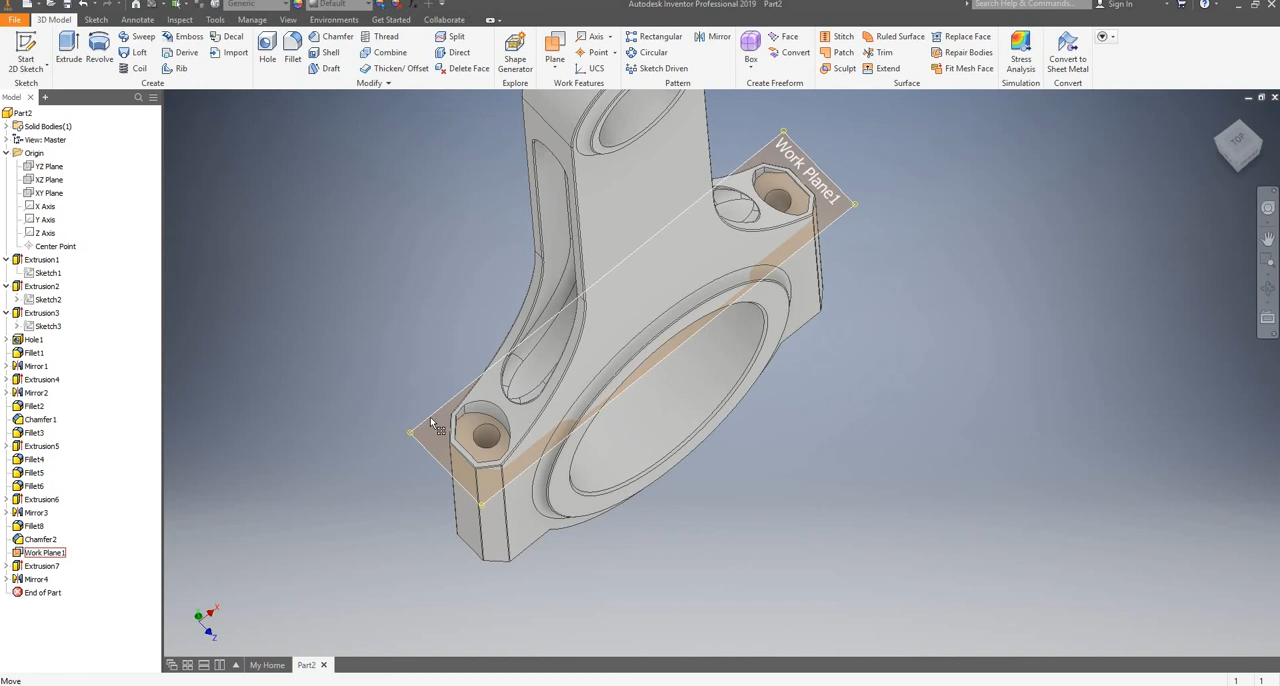 Generic
Default
Autodesk Inventor Professional 2019 Part2
Search Help & Commands...
Sign In
File 3D Model Sketch Annotate Inspect Tools Manage View Environments Get Started Collaborate
Start
2D Sketch
Sketch
Extrude
Revolve
Sweep
Loft
Coil
Emboss
Derive
Rib
Decal
Import
Create
Hole
Fillet
Chamfer
Shell
Draft
Thread
Combine
Thicken/ Offset
Split
Direct
Delete Face
Modify
Shape
Generator
Explore
Plane
Axis
Point
UCS
Work Features
Rectangular
Circular
Sketch Driven
Mirror
Pattern
Box
Face
Convert
Create Freeform
Stitch
Patch
Sculpt
Ruled Surface
Trim
Extend
Replace Face
Repair Bodies
Fit Mesh Face
Surface
Stress
Analysis
Simulation
Convert to
Sheet Metal
Convert
Model
Part2
Solid Bodies(1)
View: Master
Origin
YZ Plane
XZ Plane
XY Plane
X Axis
Y Axis
Z Axis
Center Point
Extrusion1
Sketch1
Extrusion2
Sketch2
Extrusion3
Sketch3
Hole1
Fillet1
Mirror1
Extrusion4
Mirror2
Fillet2
Chamfer1
Fillet3
Extrusion5
Fillet4
Fillet5
Fillet6
Extrusion6
Mirror3
Fillet8
Chamfer2
Work Plane1
Extrusion7
Mirror4
End of Part
Work Plane1
TOP
X
Z
My Home
Part2
Move
1 1